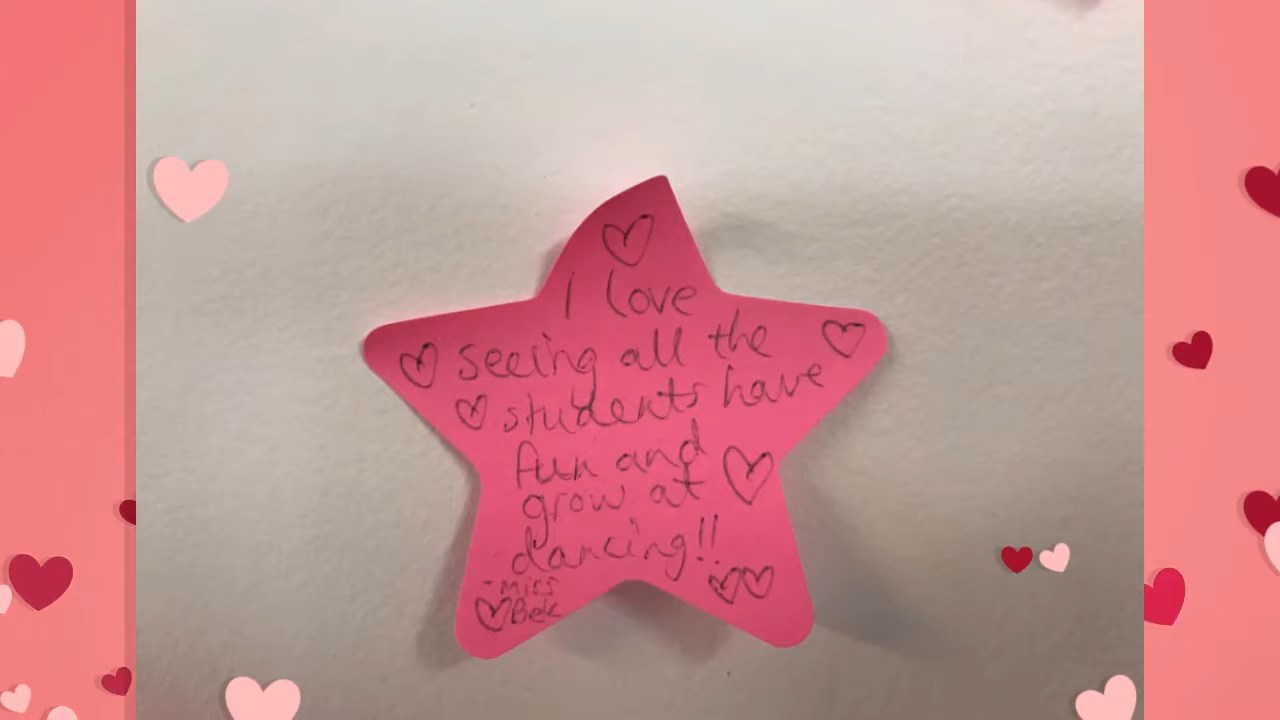 I love
seeing all the
students have
fun and
grow at
dancing!!
- Miss
Bek